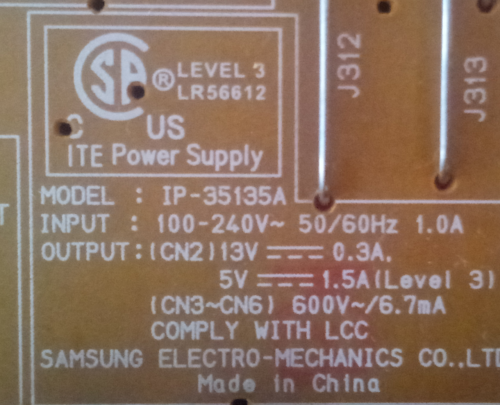 SA ® LEVEL 3
LR56612
C US
ITE Power Supply
MODEL : IP-35135A
INPUT : 100-240V~ 50/60Hz 1.0A
OUTPUT:(CN2)13V ⎓ 0.3A.
5V ⎓ 1.5A(Level 3)
(CN3~CN6) 600V~/6.7mA
COMPLY WITH LCC
SAMSUNG ELECTRO-MECHANICS CO.,LTD
Made in China
J312
J313